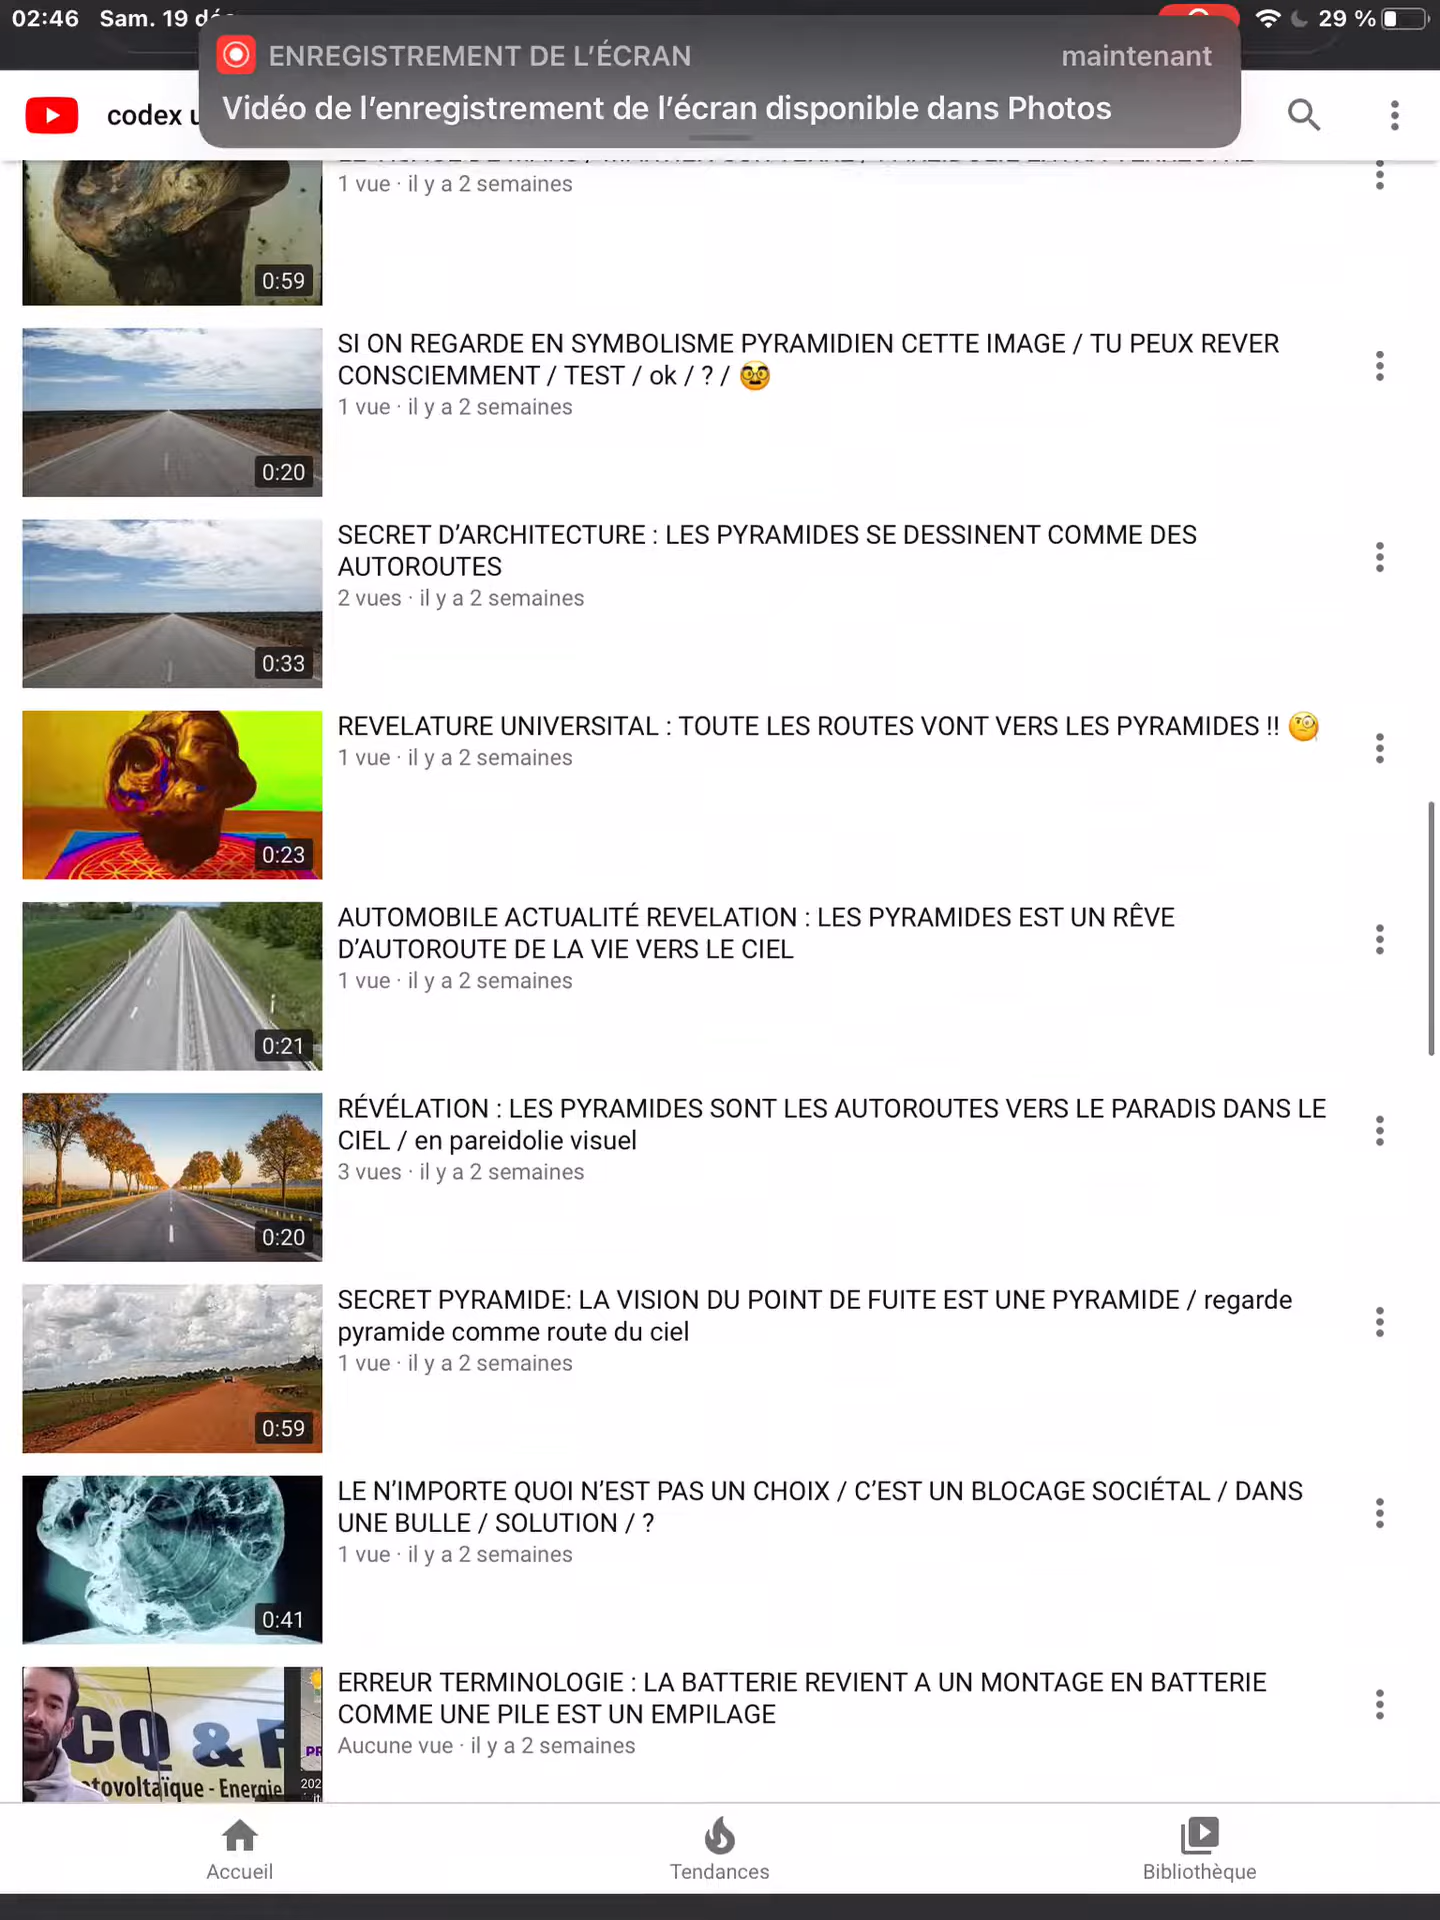 02:46 Sam. 19 déc
29 %
ENREGISTREMENT DE L'ÉCRAN maintenant
Vidéo de l'enregistrement de l'écran disponible dans Photos
codex u
1 vue · il y a 2 semaines
0:59
SI ON REGARDE EN SYMBOLISME PYRAMIDIEN CETTE IMAGE / TU PEUX REVER
CONSCIEMMENT / TEST / ok / ? / 🥸
1 vue · il y a 2 semaines
0:20
SECRET D'ARCHITECTURE : LES PYRAMIDES SE DESSINENT COMME DES
AUTOROUTES
2 vues · il y a 2 semaines
0:33
REVELATURE UNIVERSITAL : TOUTE LES ROUTES VONT VERS LES PYRAMIDES !! 🧐
1 vue · il y a 2 semaines
0:23
AUTOMOBILE ACTUALITÉ REVELATION : LES PYRAMIDES EST UN RÊVE
D'AUTOROUTE DE LA VIE VERS LE CIEL
1 vue · il y a 2 semaines
0:21
RÉVÉLATION : LES PYRAMIDES SONT LES AUTOROUTES VERS LE PARADIS DANS LE
CIEL / en pareidolie visuel
3 vues · il y a 2 semaines
0:20
SECRET PYRAMIDE: LA VISION DU POINT DE FUITE EST UNE PYRAMIDE / regarde
pyramide comme route du ciel
1 vue · il y a 2 semaines
0:59
LE N'IMPORTE QUOI N'EST PAS UN CHOIX / C'EST UN BLOCAGE SOCIÉTAL / DANS
UNE BULLE / SOLUTION / ?
1 vue · il y a 2 semaines
0:41
ERREUR TERMINOLOGIE : LA BATTERIE REVIENT A UN MONTAGE EN BATTERIE
COMME UNE PILE EST UN EMPILAGE
Aucune vue · il y a 2 semaines
CQ & F
PR
otovoltaïque - Energie
202
Accueil
Tendances
Bibliothèque